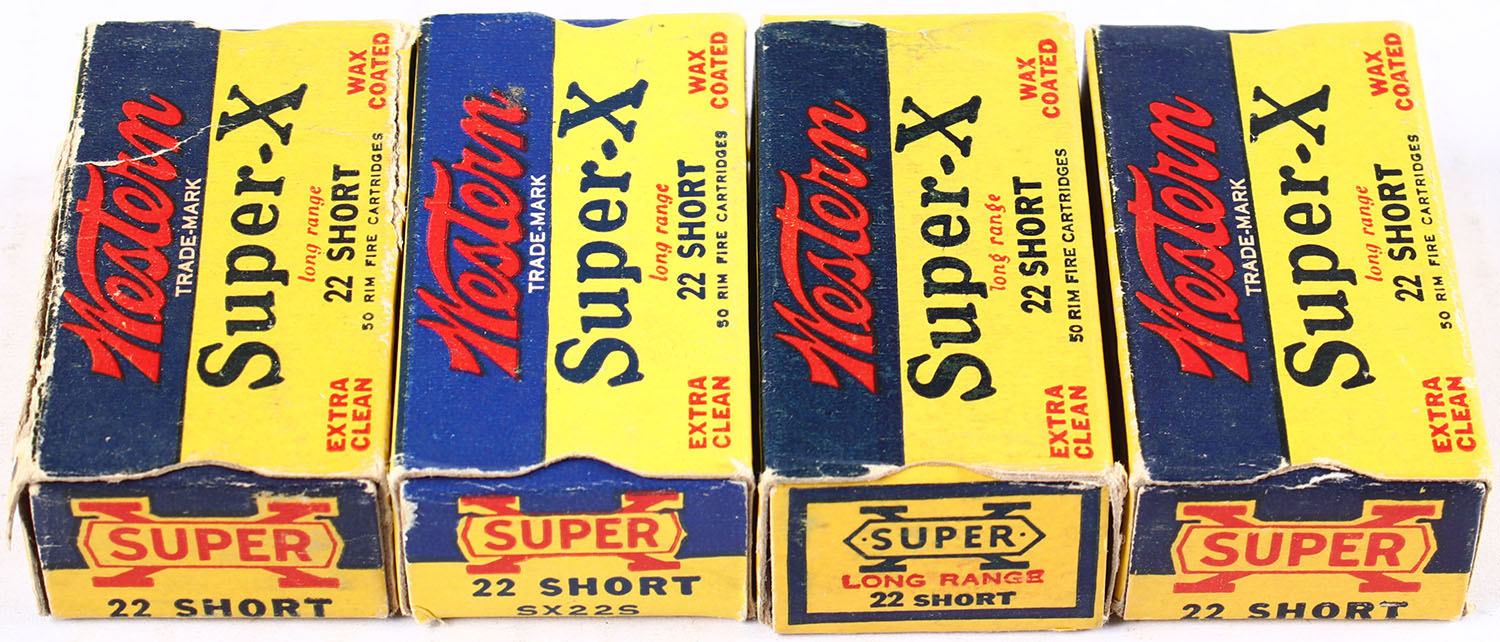 Western
TRADE-MARK
Super-X
long range
22 SHORT
50 RIM FIRE CARTRIDGES
EXTRA CLEAN
WAX COATED
SUPER X
22 SHORT
Western
TRADE-MARK
Super-X
long range
22 SHORT
50 RIM FIRE CARTRIDGES
EXTRA CLEAN
WAX COATED
SUPER X
22 SHORT
SX22S
Western
Super-X
long range
22 SHORT
50 RIM FIRE CARTRIDGES
EXTRA CLEAN
WAX COATED
SUPER X
LONG RANGE
22 SHORT
Western
TRADE-MARK
Super-X
long range
22 SHORT
50 RIM FIRE CARTRIDGES
EXTRA CLEAN
WAX COATED
SUPER X
22 SHORT